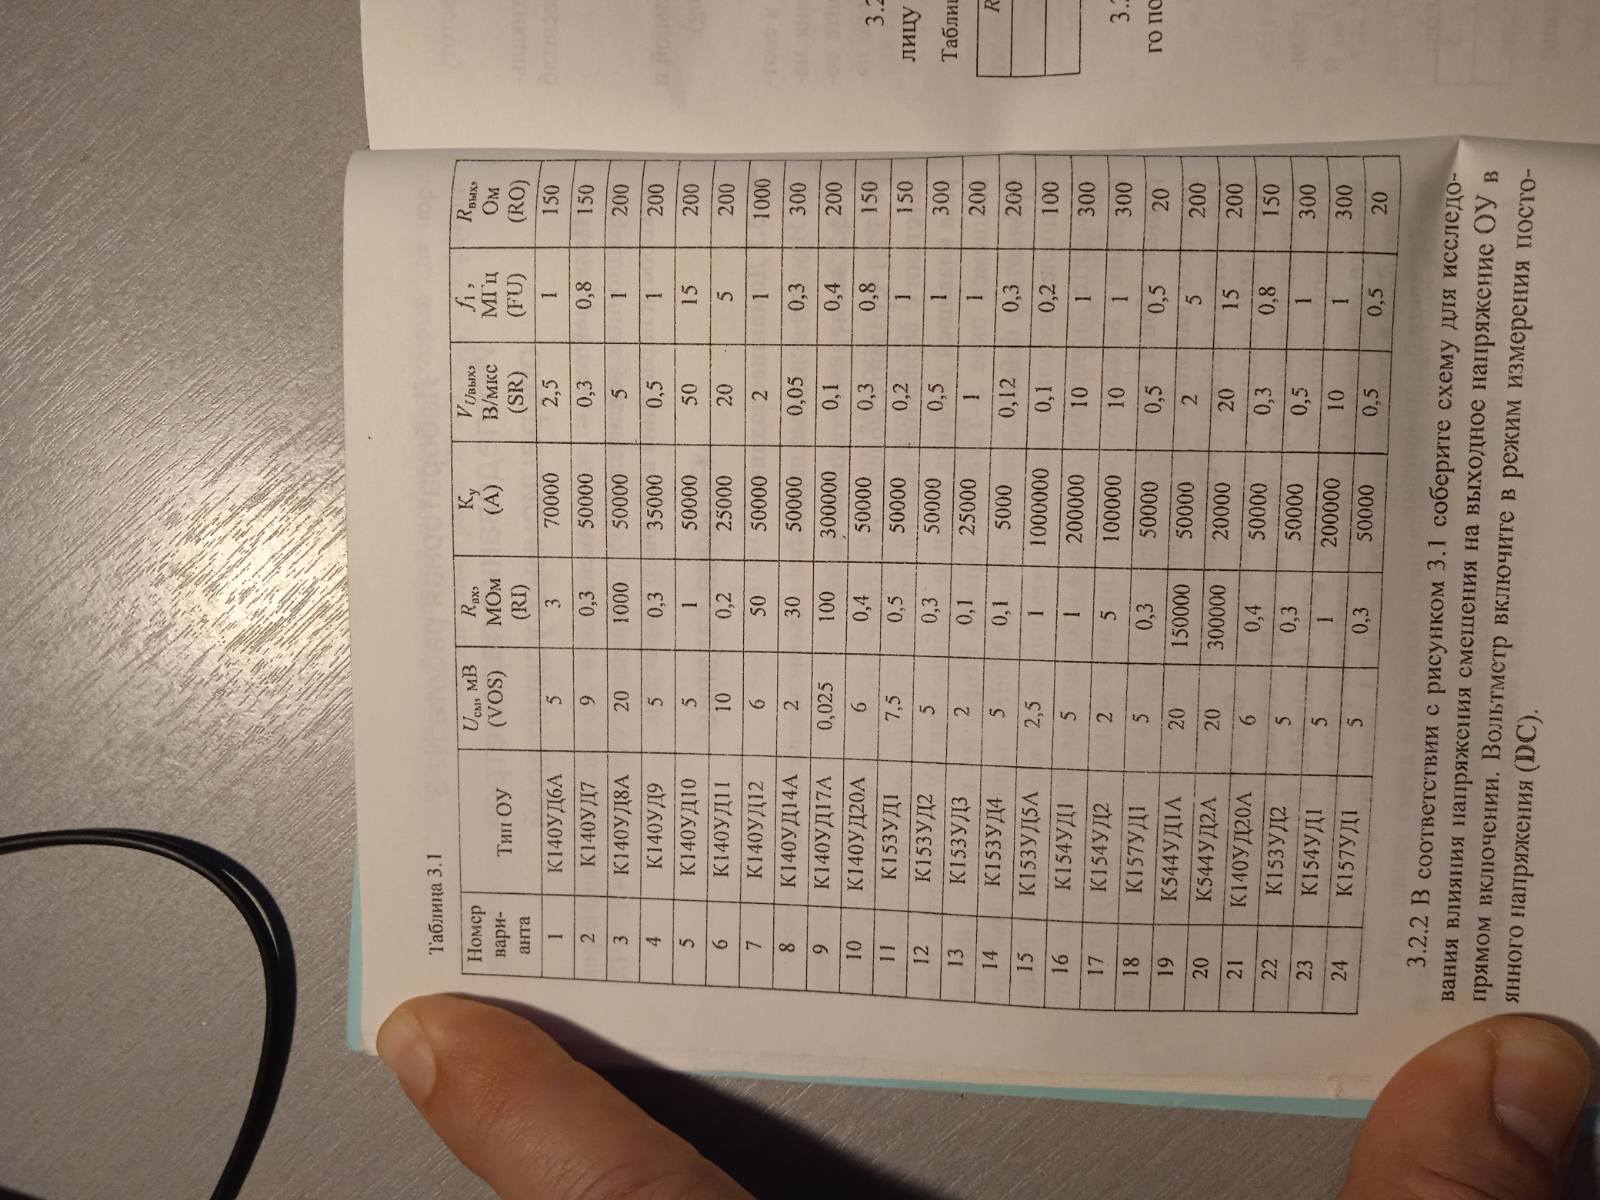 Таблица 3.1
Номер вари- анта | Тип ОУ | Uсм, мВ (VOS) | Rвх, МОм (RI) | Kу (A) | VUвых, В/мкс (SR) | f1, МГц (FU) | Rвых, Ом (RO)
1 | К140УД6А | 5 | 3 | 70000 | 2,5 | 1 | 150
2 | К140УД7 | 9 | 0,3 | 50000 | 0,3 | 0,8 | 150
3 | К140УД8А | 20 | 1000 | 50000 | 5 | 1 | 200
4 | К140УД9 | 5 | 0,3 | 35000 | 0,5 | 1 | 200
5 | К140УД10 | 5 | 1 | 50000 | 50 | 15 | 200
6 | К140УД11 | 10 | 0,2 | 25000 | 20 | 5 | 200
7 | К140УД12 | 6 | 50 | 50000 | 2 | 1 | 1000
8 | К140УД14А | 2 | 30 | 50000 | 0,05 | 0,3 | 300
9 | К140УД17А | 0,025 | 100 | 300000 | 0,1 | 0,4 | 200
10 | К140УД20А | 6 | 0,4 | 50000 | 0,3 | 0,8 | 150
11 | К153УД1 | 7,5 | 0,5 | 50000 | 0,2 | 1 | 150
12 | К153УД2 | 5 | 0,3 | 50000 | 0,5 | 1 | 300
13 | К153УД3 | 2 | 0,1 | 25000 | 1 | 1 | 200
14 | К153УД4 | 5 | 0,1 | 5000 | 0,12 | 0,3 | 200
15 | К153УД5А | 2,5 | 1 | 1000000 | 0,1 | 0,2 | 100
16 | К154УД1 | 5 | 1 | 200000 | 10 | 1 | 300
17 | К154УД2 | 2 | 5 | 100000 | 10 | 1 | 300
18 | К157УД1 | 5 | 0,3 | 50000 | 0,5 | 0,5 | 20
19 | К544УД1А | 20 | 150000 | 50000 | 2 | 5 | 200
20 | К544УД2А | 20 | 300000 | 20000 | 20 | 15 | 200
21 | К140УД20А | 6 | 0,4 | 50000 | 0,3 | 0,8 | 150
22 | К153УД2 | 5 | 0,3 | 50000 | 0,5 | 1 | 300
23 | К154УД1 | 5 | 1 | 200000 | 10 | 1 | 300
24 | К157УД1 | 5 | 0,3 | 50000 | 0,5 | 0,5 | 20
3.2.2 В соответствии с рисунком 3.1 соберите схему для исследо-
вания влияния напряжения смещения на выходное напряжение ОУ в
прямом включении. Вольтметр включите в режим измерения посто-
янного напряжения (DC).
лицу
го